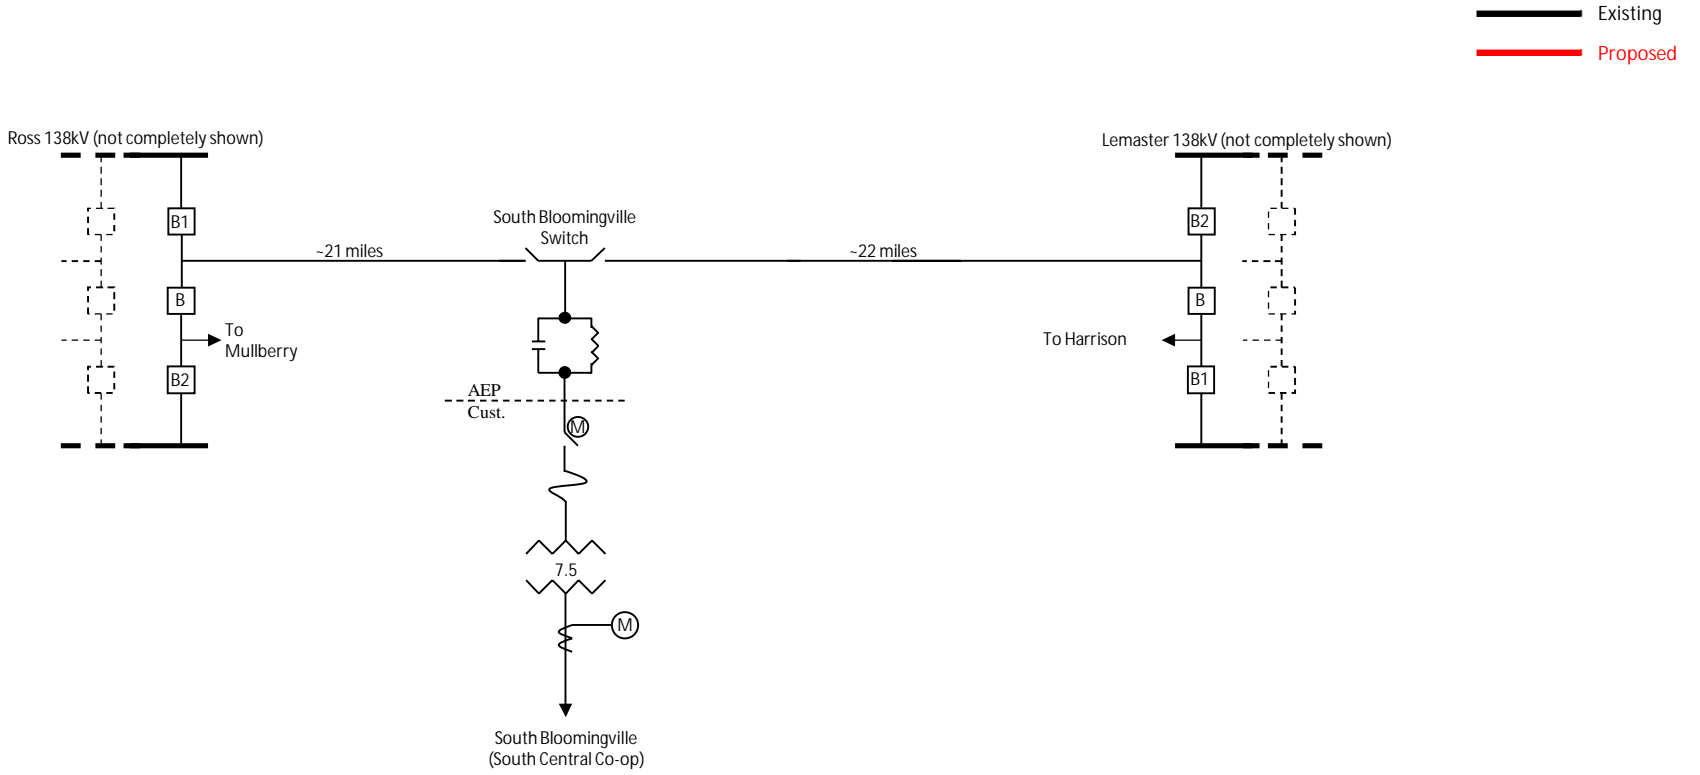 Existing
Proposed
Ross 138kV (not completely shown)
Lemaster 138kV (not completely shown)
B1
South Bloomingville
Switch
B2
~21 miles
~22 miles
B
B
To
Mullberry
To Harrison
B2
B1
AEP
Cust.
M
7.5
M
South Bloomingville
(South Central Co-op)